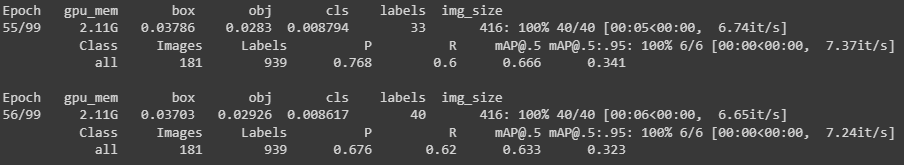 Epoch gpu_mem box obj cls labels img_size
55/99 2.11G 0.03786 0.0283 0.008794 33 416: 100% 40/40 [00:05<00:00, 6.74it/s]
Class Images Labels P R mAP@.5 mAP@.5:.95: 100% 6/6 [00:00<00:00, 7.37it/s]
all 181 939 0.768 0.6 0.666 0.341
Epoch gpu_mem box obj cls labels img_size
56/99 2.11G 0.03703 0.02926 0.008617 40 416: 100% 40/40 [00:06<00:00, 6.65it/s]
Class Images Labels P R mAP@.5 mAP@.5:.95: 100% 6/6 [00:00<00:00, 7.24it/s]
all 181 939 0.676 0.62 0.633 0.323